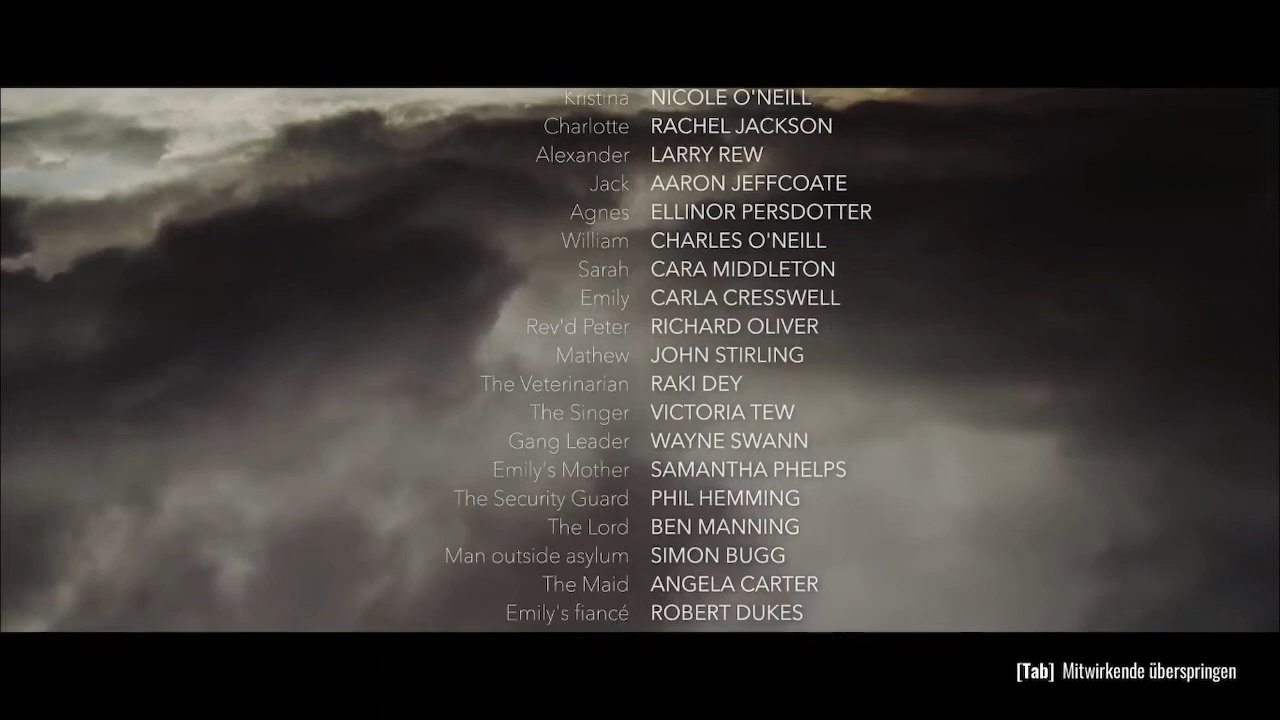 Kristina NICOLE O'NEILL
Charlotte RACHEL JACKSON
Alexander LARRY REW
Jack AARON JEFFCOATE
Agnes ELLINOR PERSDOTTER
William CHARLES O'NEILL
Sarah CARA MIDDLETON
Emily CARLA CRESSWELL
Rev'd Peter RICHARD OLIVER
Mathew JOHN STIRLING
The Veterinarian RAKI DEY
The Singer VICTORIA TEW
Gang Leader WAYNE SWANN
Emily's Mother SAMANTHA PHELPS
The Security Guard PHIL HEMMING
The Lord BEN MANNING
Man outside asylum SIMON BUGG
The Maid ANGELA CARTER
Emily's fiancé ROBERT DUKES
[Tab] Mitwirkende überspringen